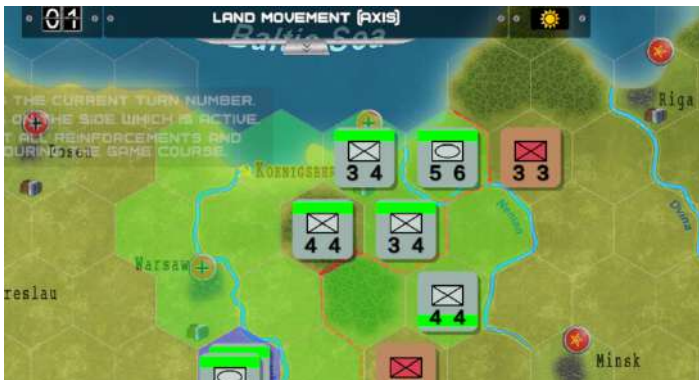 01
LAND MOVEMENT (AXIS)
Baltic Sea
THE CURRENT TURN NUMBER.
THE SIDE WHICH IS ACTIVE
ALL REINFORCEMENTS AND
DURING THE GAME COURSE.
Riga
Koenigsber
3 4
5 6
3 3
4 4
3 4
Neman
Dvina
Warsaw
reslau
4 4
Minsk